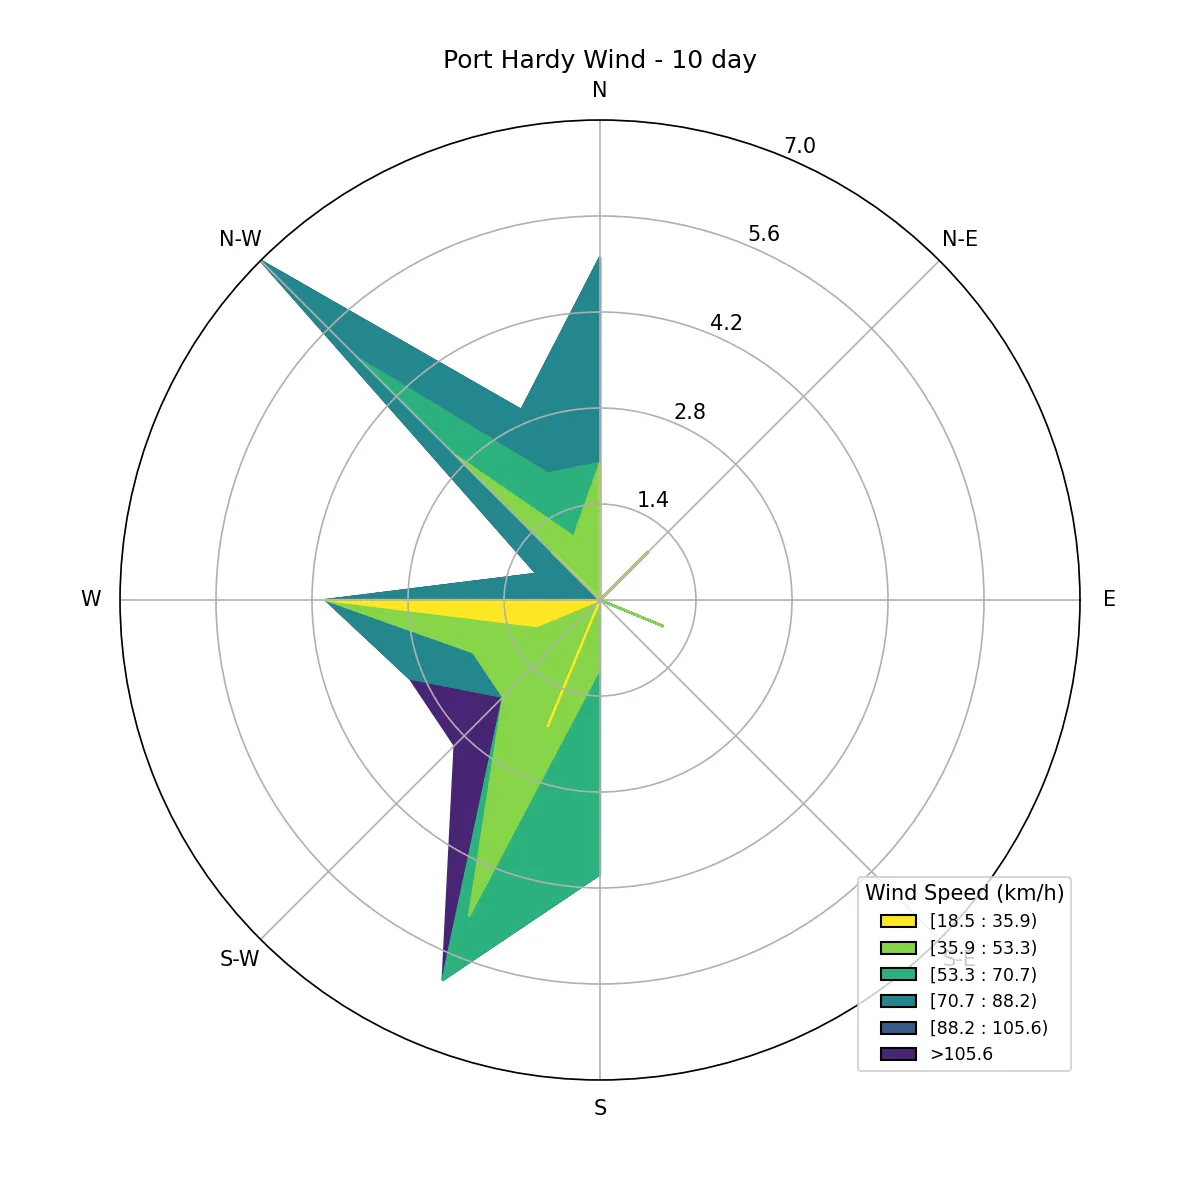 Port Hardy Wind - 10 day
N
7.0
5.6
N-W
N-E
4.2
2.8
1.4
W
E
Wind Speed (km/h)
[18.5 : 35.9)
[35.9 : 53.3)
S-W
S-E
[53.3 : 70.7)
[70.7 : 88.2)
[88.2 : 105.6)
>105.6
S